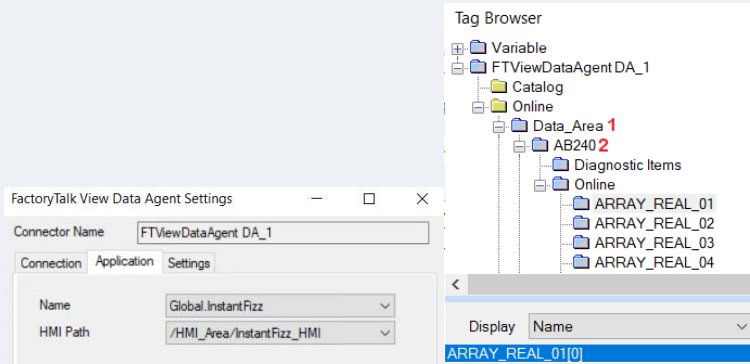 FactoryTalk View Data Agent Settings
Connector Name
FTViewDataAgent DA_1
Connection
Application
Settings
Name
Global.InstantFizz
HMI Path
/HMI_Area/InstantFizz_HMI
Tag Browser
Variable
FTViewDataAgent DA_1
Catalog
Online
Data_Area 1
AB240 2
Diagnostic Items
Online
ARRAY_REAL_01
ARRAY_REAL_02
ARRAY_REAL_03
ARRAY_REAL_04
Display
Name
ARRAY_REAL_01[0]